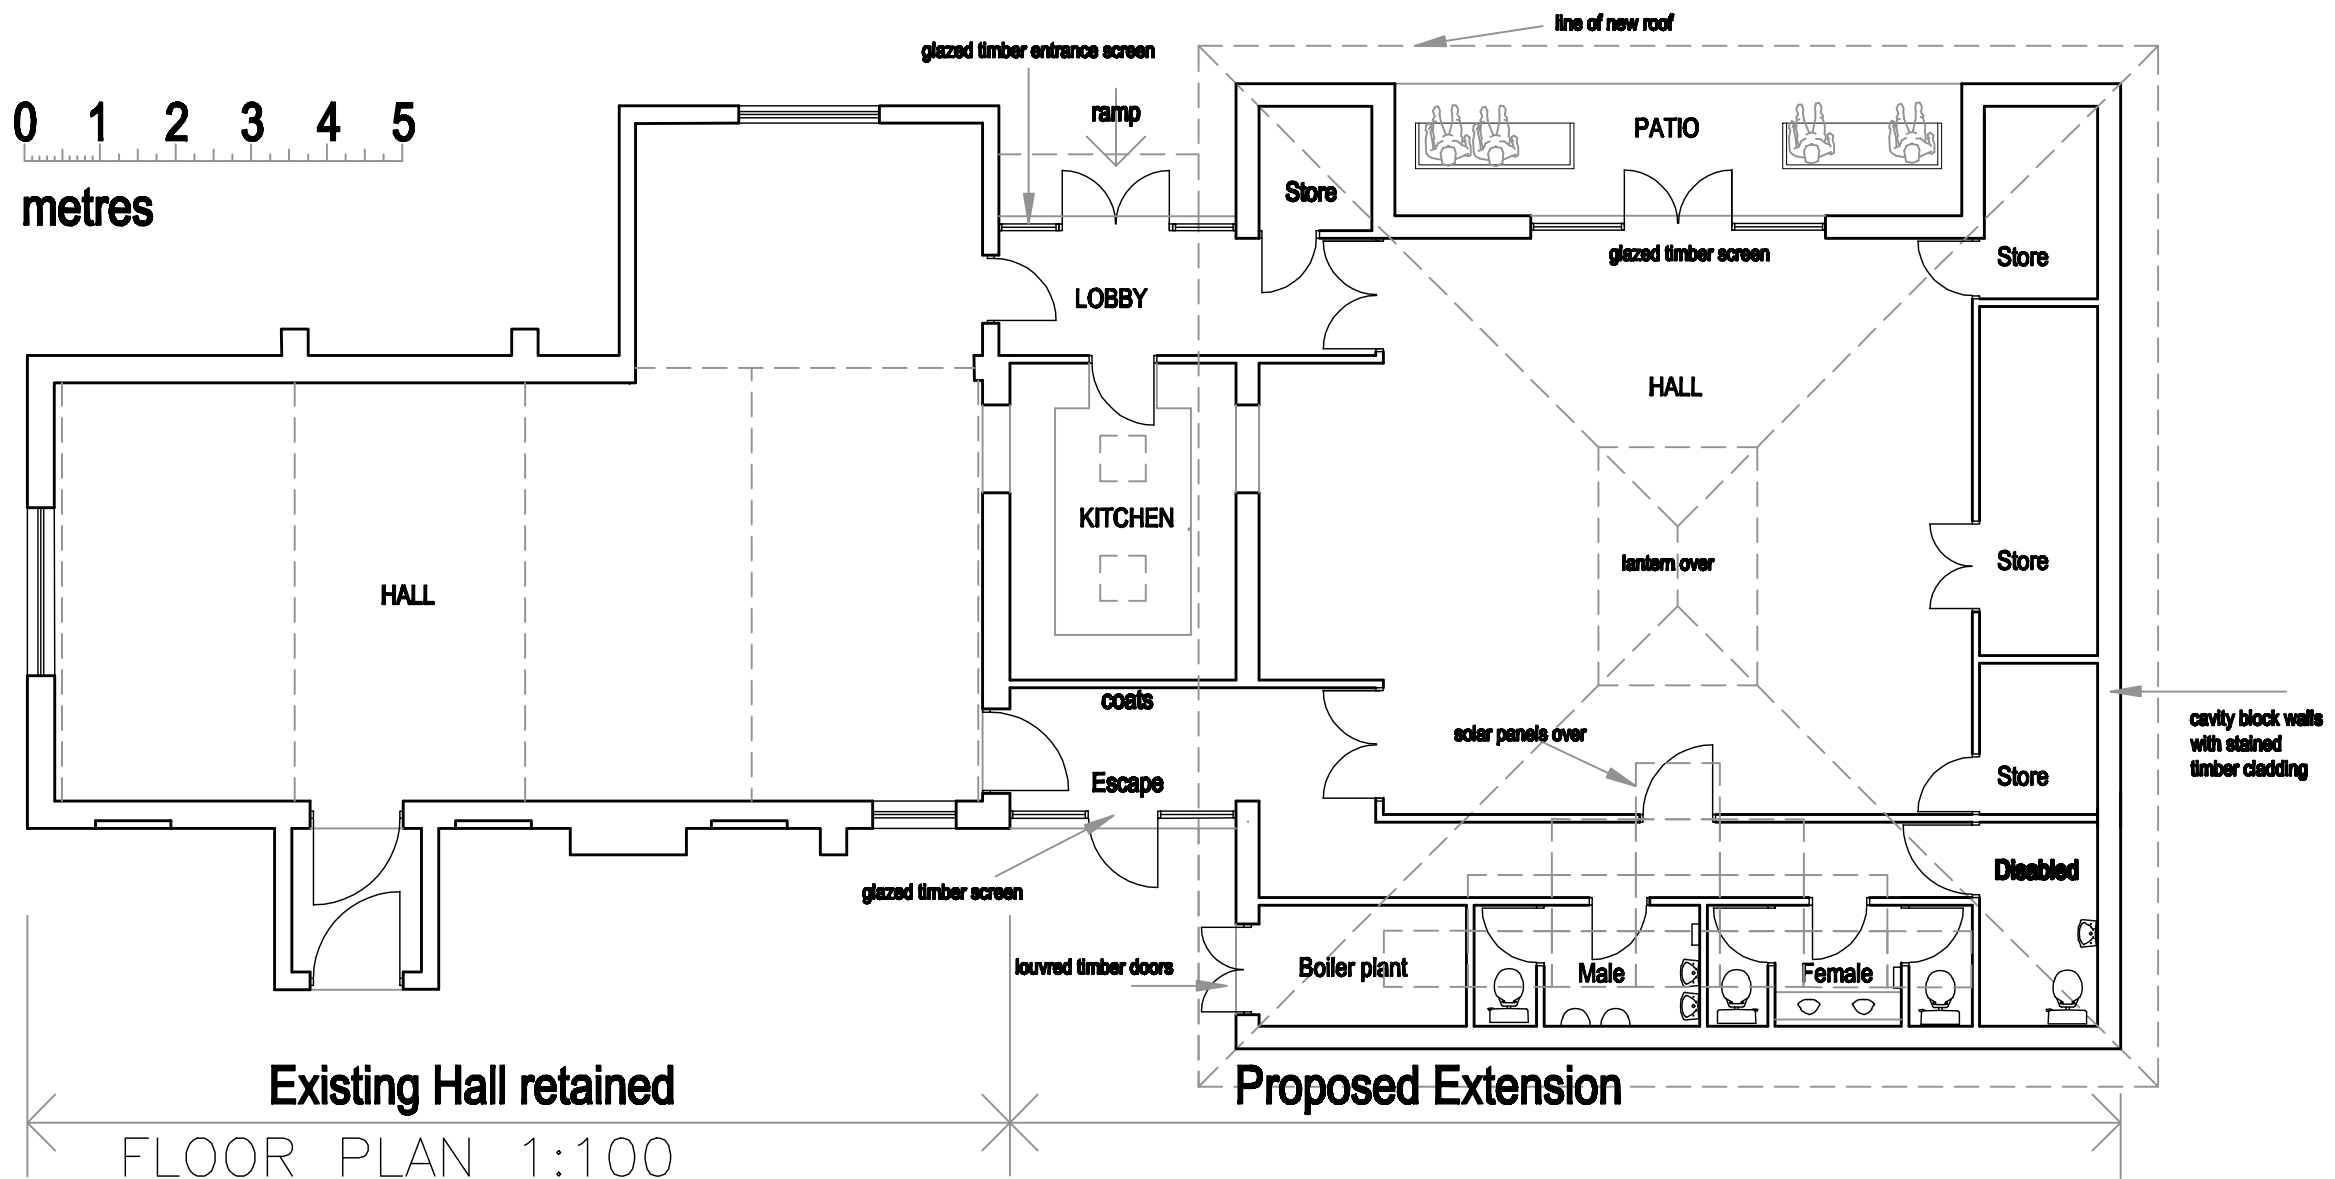 line of new roof
glazed timber entrance screen
0 1 2 3 4 5
metres
ramp
PATIO
Store
glazed timber screen
Store
LOBBY
HALL
KITCHEN
lantern over
Store
HALL
coats
solar panels over
cavity block walls
with stained
timber cladding
Escape
Store
glazed timber screen
Disabled
louvred timber doors
Boiler plant
Male
Female
Existing Hall retained
Proposed Extension
FLOOR PLAN 1:100